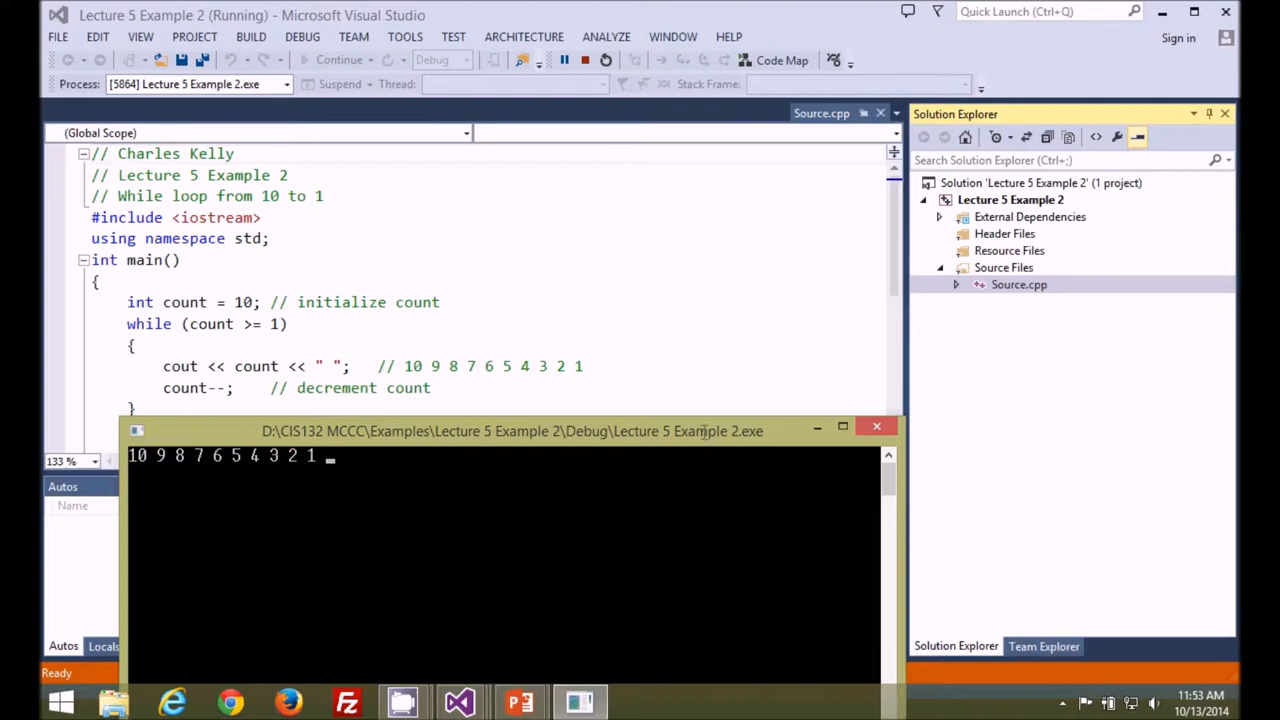 Lecture 5 Example 2 (Running) - Microsoft Visual Studio
Quick Launch (Ctrl+Q)
FILE EDIT VIEW PROJECT BUILD DEBUG TEAM TOOLS TEST ARCHITECTURE ANALYZE WINDOW HELP
Sign in
Continue Debug Code Map
Process: [5864] Lecture 5 Example 2.exe Suspend Thread: Stack Frame:
Source.cpp
(Global Scope)
// Charles Kelly
// Lecture 5 Example 2
// While loop from 10 to 1
#include <iostream>
using namespace std;
int main()
{
int count = 10; // initialize count
while (count >= 1)
{
cout << count << " "; // 10 9 8 7 6 5 4 3 2 1
count--; // decrement count
}
133 %
Autos
Name
Autos Locals
Ready
D:\CIS132 MCCC\Examples\Lecture 5 Example 2\Debug\Lecture 5 Example 2.exe
10 9 8 7 6 5 4 3 2 1
Solution Explorer
Search Solution Explorer (Ctrl+;)
Solution 'Lecture 5 Example 2' (1 project)
Lecture 5 Example 2
External Dependencies
Header Files
Resource Files
Source Files
Source.cpp
Solution Explorer Team Explorer
11:53 AM
10/13/2014